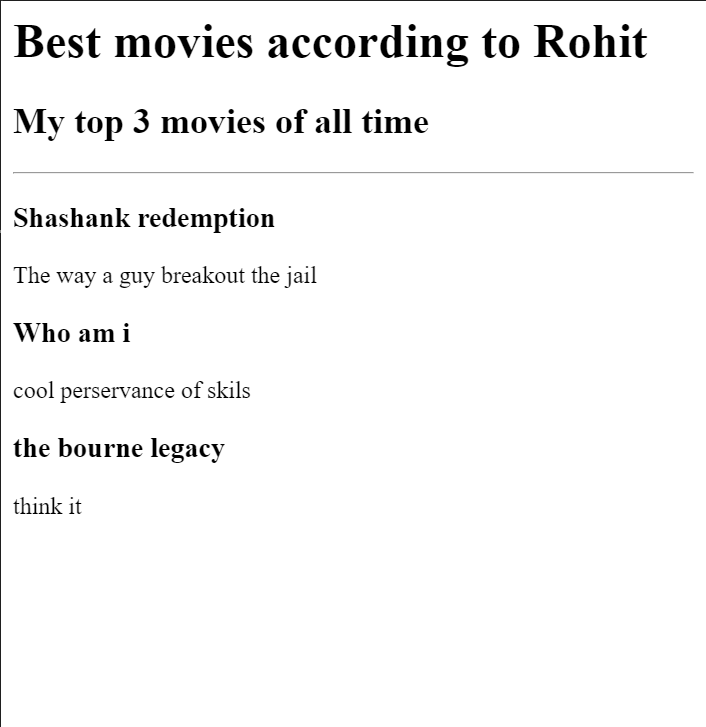 Best movies according to Rohit
My top 3 movies of all time
Shashank redemption
The way a guy breakout the jail
Who am i
cool perservance of skils
the bourne legacy
think it